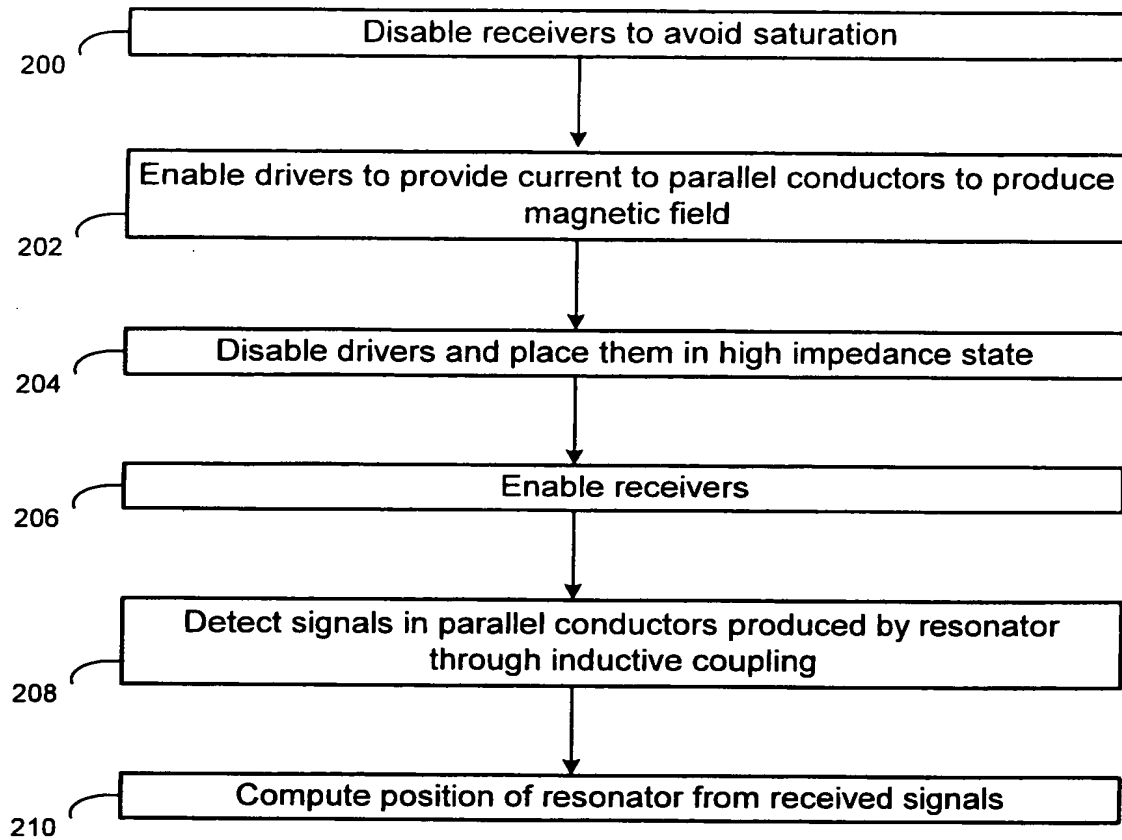 Disable receivers to avoid saturation
200
Enable drivers to provide current to parallel conductors to produce
magnetic field
202
Disable drivers and place them in high impedance state
204
Enable receivers
206
Detect signals in parallel conductors produced by resonator
through inductive coupling
208
Compute position of resonator from received signals
210